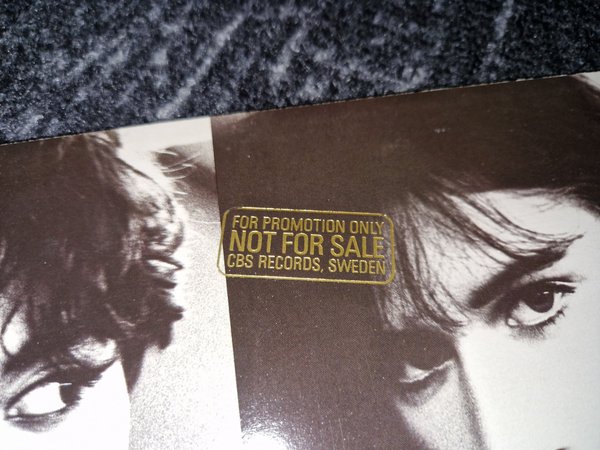 FOR PROMOTION ONLY
NOT FOR SALE
CBS RECORDS, SWEDEN